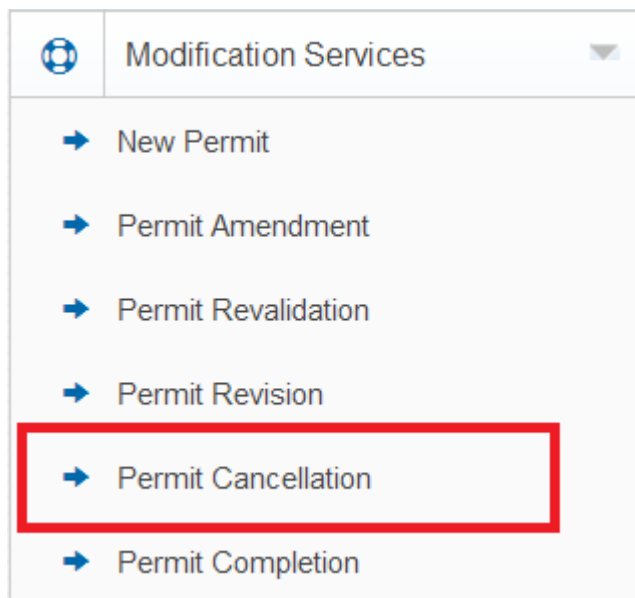 Modification Services
New Permit
Permit Amendment
Permit Revalidation
Permit Revision
Permit Cancellation
Permit Completion